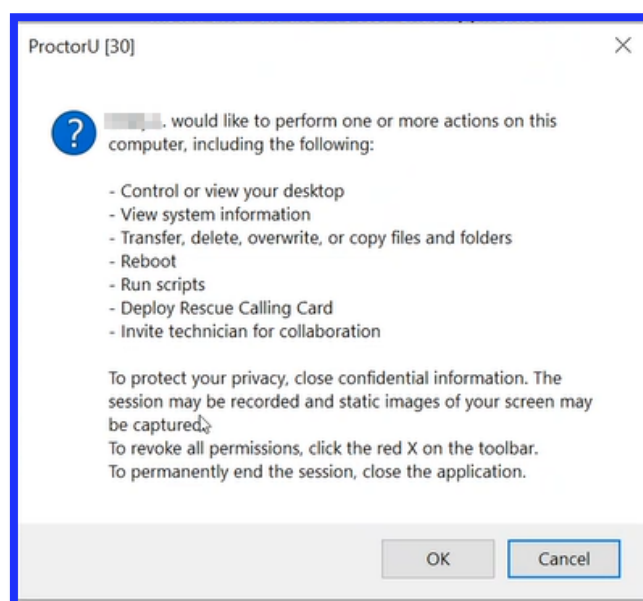 ProctorU [30]
. would like to perform one or more actions on this
computer, including the following:
- Control or view your desktop
- View system information
- Transfer, delete, overwrite, or copy files and folders
- Reboot
- Run scripts
- Deploy Rescue Calling Card
- Invite technician for collaboration
To protect your privacy, close confidential information. The
session may be recorded and static images of your screen may
be captured.
To revoke all permissions, click the red X on the toolbar.
To permanently end the session, close the application.
OK
Cancel